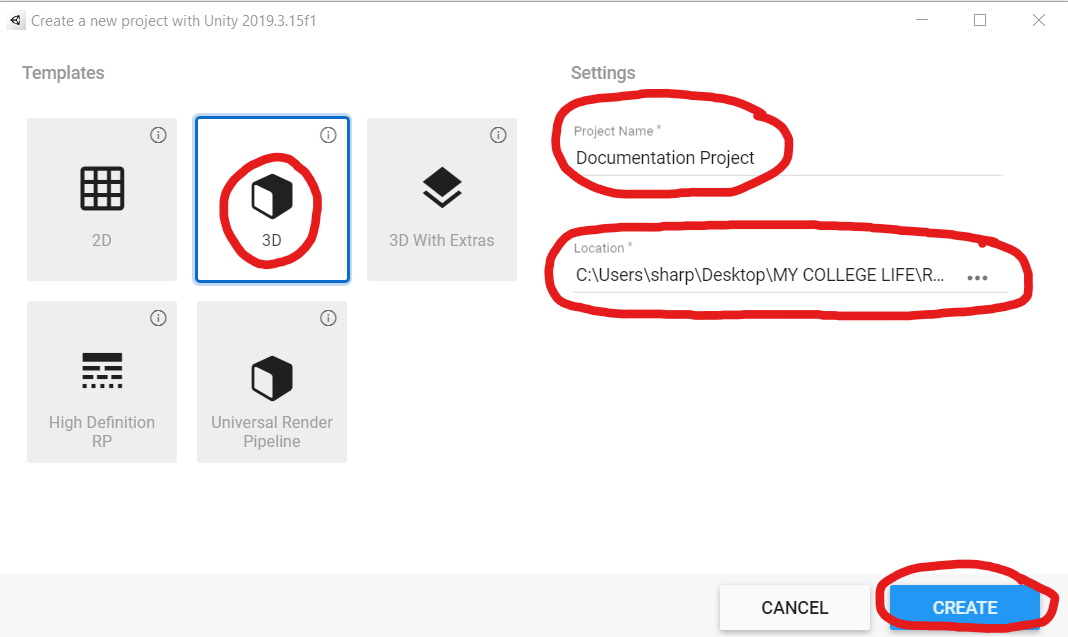 Create a new project with Unity 2019.3.15f1
Templates
2D
3D
3D With Extras
High Definition
RP
Universal Render
Pipeline
Settings
Project Name *
Documentation Project
Location *
C:\Users\sharp\Desktop\MY COLLEGE LIFE\R...
CANCEL
CREATE